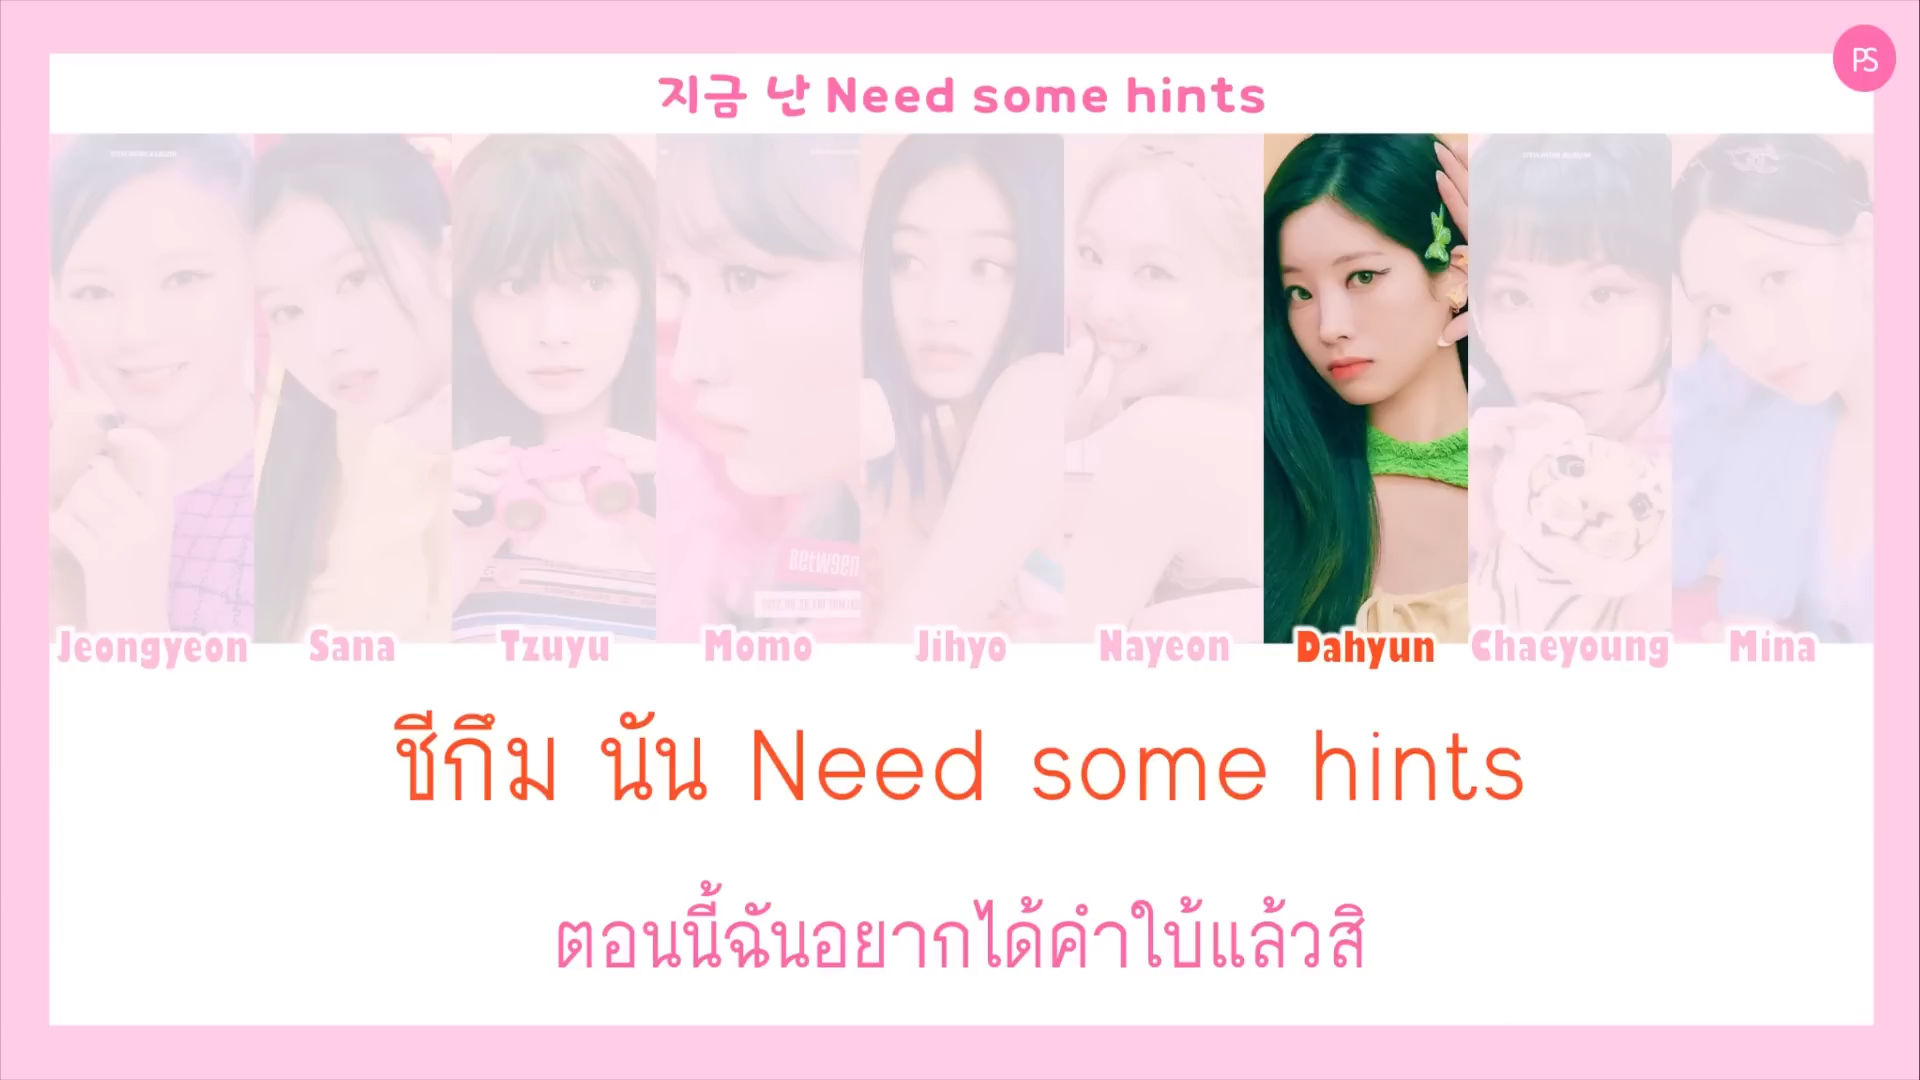 PS
지금 난 Need some hints
BETWEEN
Jeongyeon Sana Tzuyu Momo Jihyo Nayeon Dahyun Chaeyoung Mina
ชีกึม นัน Need some hints
ตอนนี้ฉันอยากได้คำใบ้แล้วสิ